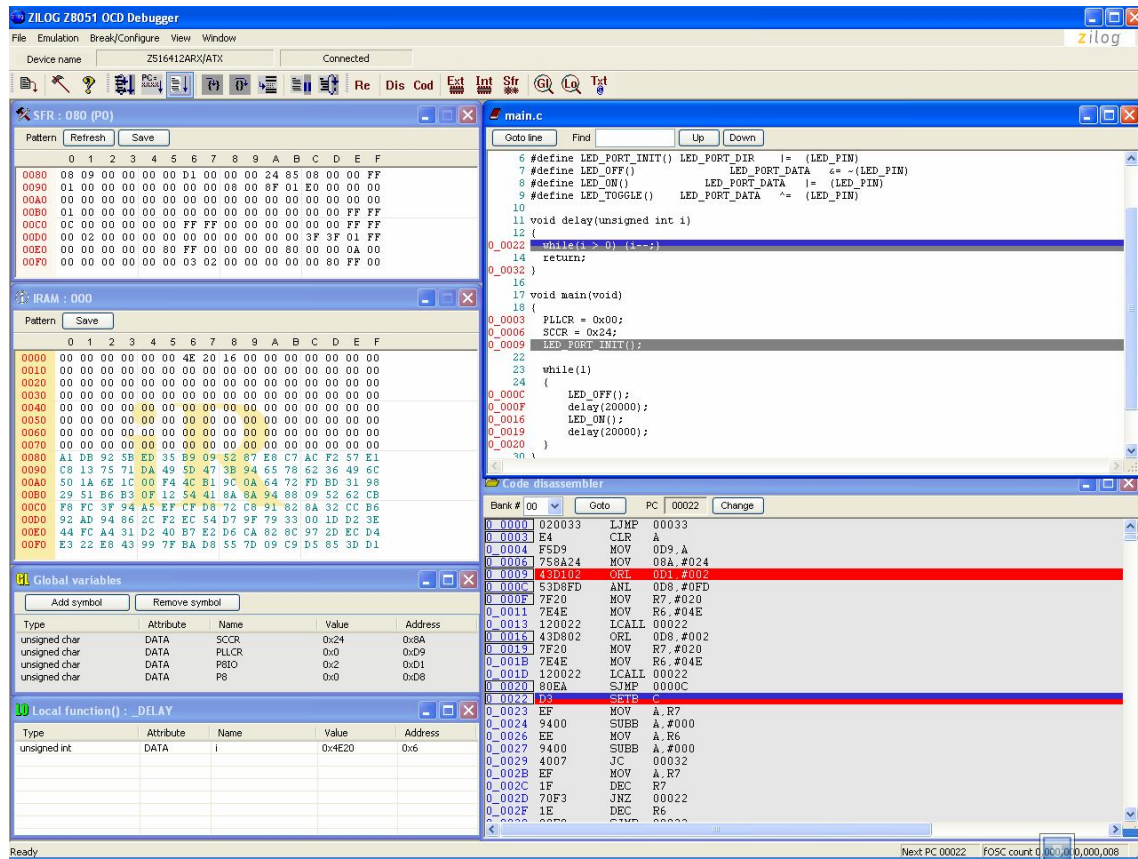 ZILOG Z8051 OCD Debugger
File Emulation Break/Configure View Window
zilog
Device name Z516412ARX/ATX Connected
PC= Re Dis Cod Ext Int Sfr GL Lo Txt
SFR : 080 (P0)
Pattern Refresh Save
0 1 2 3 4 5 6 7 8 9 A B C D E F
0080 08 09 00 00 00 00 D1 00 00 00 24 85 08 00 00 FF
0090 01 00 00 00 00 00 00 00 08 00 8F 01 E0 00 00 00
00A0 00 00 00 00 00 00 00 00 00 00 00 00 00 00 00 00
00B0 01 00 00 00 00 00 00 00 00 00 00 00 00 00 FF FF
00C0 0C 00 00 00 00 00 FF FF 00 00 00 00 00 00 FF FF
00D0 00 02 00 00 00 00 00 00 00 00 00 00 3F 3F 01 FF
00E0 00 00 00 00 00 80 FF 00 00 00 00 80 00 00 0A 00
00F0 00 00 00 00 00 00 03 02 00 00 00 00 00 80 FF 00
IRAM : 000
Pattern Save
0 1 2 3 4 5 6 7 8 9 A B C D E F
0000 00 00 00 00 00 00 4E 20 16 00 00 00 00 00 00 00
0010 00 00 00 00 00 00 00 00 00 00 00 00 00 00 00 00
0020 00 00 00 00 00 00 00 00 00 00 00 00 00 00 00 00
0030 00 00 00 00 00 00 00 00 00 00 00 00 00 00 00 00
0040 00 00 00 00 00 00 00 00 00 00 00 00 00 00 00 00
0050 00 00 00 00 00 00 00 00 00 00 00 00 00 00 00 00
0060 00 00 00 00 00 00 00 00 00 00 00 00 00 00 00 00
0070 00 00 00 00 00 00 00 00 00 00 00 00 00 00 00 00
0080 A1 DB 92 5B ED 35 B9 09 52 87 E8 C7 AC F2 57 E1
0090 C8 13 75 71 DA 49 5D 47 3B 94 65 78 62 36 49 6C
00A0 50 1A 6E 1C 00 F4 4C B1 9C 0A 64 72 FD BD 31 98
00B0 29 51 B6 B3 0F 12 54 41 8A 8A 94 88 09 52 62 CB
00C0 F8 FC 3F 94 A5 EF CF D8 72 C8 91 82 8A 32 CC B6
00D0 92 AD 94 86 2C F2 EC 54 D7 9F 79 33 00 1D D2 3E
00E0 44 FC A4 31 D2 40 B7 E2 D6 CA 82 8C 97 2D EC D4
00F0 E3 22 E8 43 99 7F BA D8 55 7D 09 C9 D5 85 3D D1
iR
GL Global variables
Add symbol Remove symbol
Type Attribute Name Value Address
unsigned char DATA SCCR 0x24 0x8A
unsigned char DATA PLLCR 0x0 0xD9
unsigned char DATA P8IO 0x2 0xD1
unsigned char DATA P8 0x0 0xD8
LO Local function() : _DELAY
Type Attribute Name Value Address
unsigned int DATA i 0x4E20 0x6
main.c
Goto line Find Up Down
6 #define LED_PORT_INIT() LED_PORT_DIR |= (LED_PIN)
7 #define LED_OFF() LED_PORT_DATA &= ~(LED_PIN)
8 #define LED_ON() LED_PORT_DATA |= (LED_PIN)
9 #define LED_TOGGLE() LED_PORT_DATA ^= (LED_PIN)
10
11 void delay(unsigned int i)
12 {
0_0022 while(i > 0) {i--;}
14 return;
0_0032 }
16
17 void main(void)
18 {
0_0003 PLLCR = 0x00;
0_0006 SCCR = 0x24;
0_0009 LED_PORT_INIT();
22
23 while(1)
24 {
0_000C LED_OFF();
0_000F delay(20000);
0_0016 LED_ON();
0_0019 delay(20000);
0_0020 }
30 }
Code disassembler
Bank # 00 Goto PC 00022 Change
0_0000 020033 LJMP 00033
0_0003 E4 CLR A
0_0004 F5D9 MOV 0D9,A
0_0006 758A24 MOV 08A,#024
0_0009 43D102 ORL 0D1,#002
0_000C 53D8FD ANL 0D8,#0FD
0_000F 7F20 MOV R7,#020
0_0011 7E4E MOV R6,#04E
0_0013 120022 LCALL 00022
0_0016 43D802 ORL 0D8,#002
0_0019 7F20 MOV R7,#020
0_001B 7E4E MOV R6,#04E
0_001D 120022 LCALL 00022
0_0020 80EA SJMP 0000C
0_0022 D3 SETB C
0_0023 EF MOV A,R7
0_0024 9400 SUBB A,#000
0_0026 EE MOV A,R6
0_0027 9400 SUBB A,#000
0_0029 4007 JC 00032
0_002B EF MOV A,R7
0_002C 1F DEC R7
0_002D 70F3 JNZ 00022
0_002F 1E DEC R6
Ready Next PC 00022 fOSC count 0,000,000,000,008